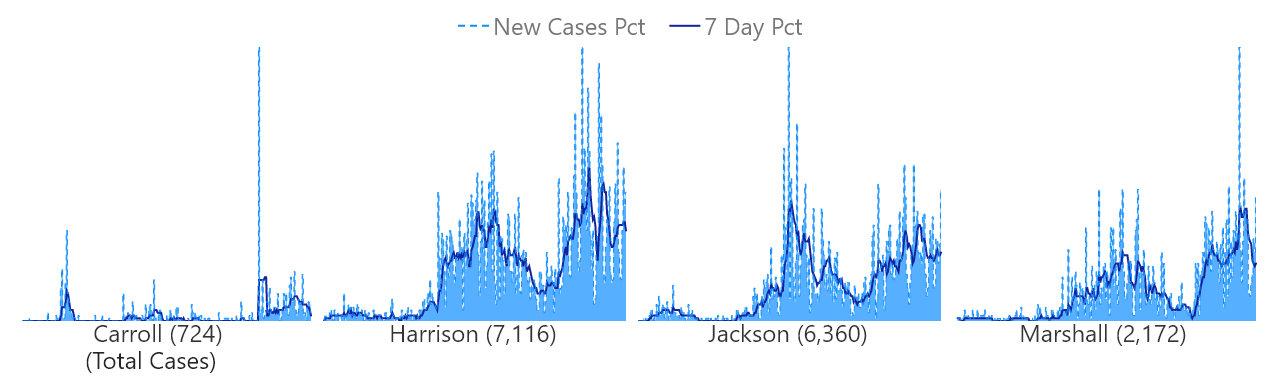 New Cases Pct 7 Day Pct
Carroll (724) Harrison (7,116) Jackson (6,360) Marshall (2,172)
(Total Cases)